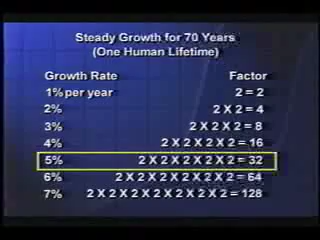 Steady Growth for 70 Years
(One Human Lifetime)
Growth Rate Factor
1% per year 2 = 2
2% 2 X 2 = 4
3% 2 X 2 X 2 = 8
4% 2 X 2 X 2 X 2 = 16
5% 2 X 2 X 2 X 2 X 2 = 32
6% 2 X 2 X 2 X 2 X 2 X 2 = 64
7% 2 X 2 X 2 X 2 X 2 X 2 X 2 = 128